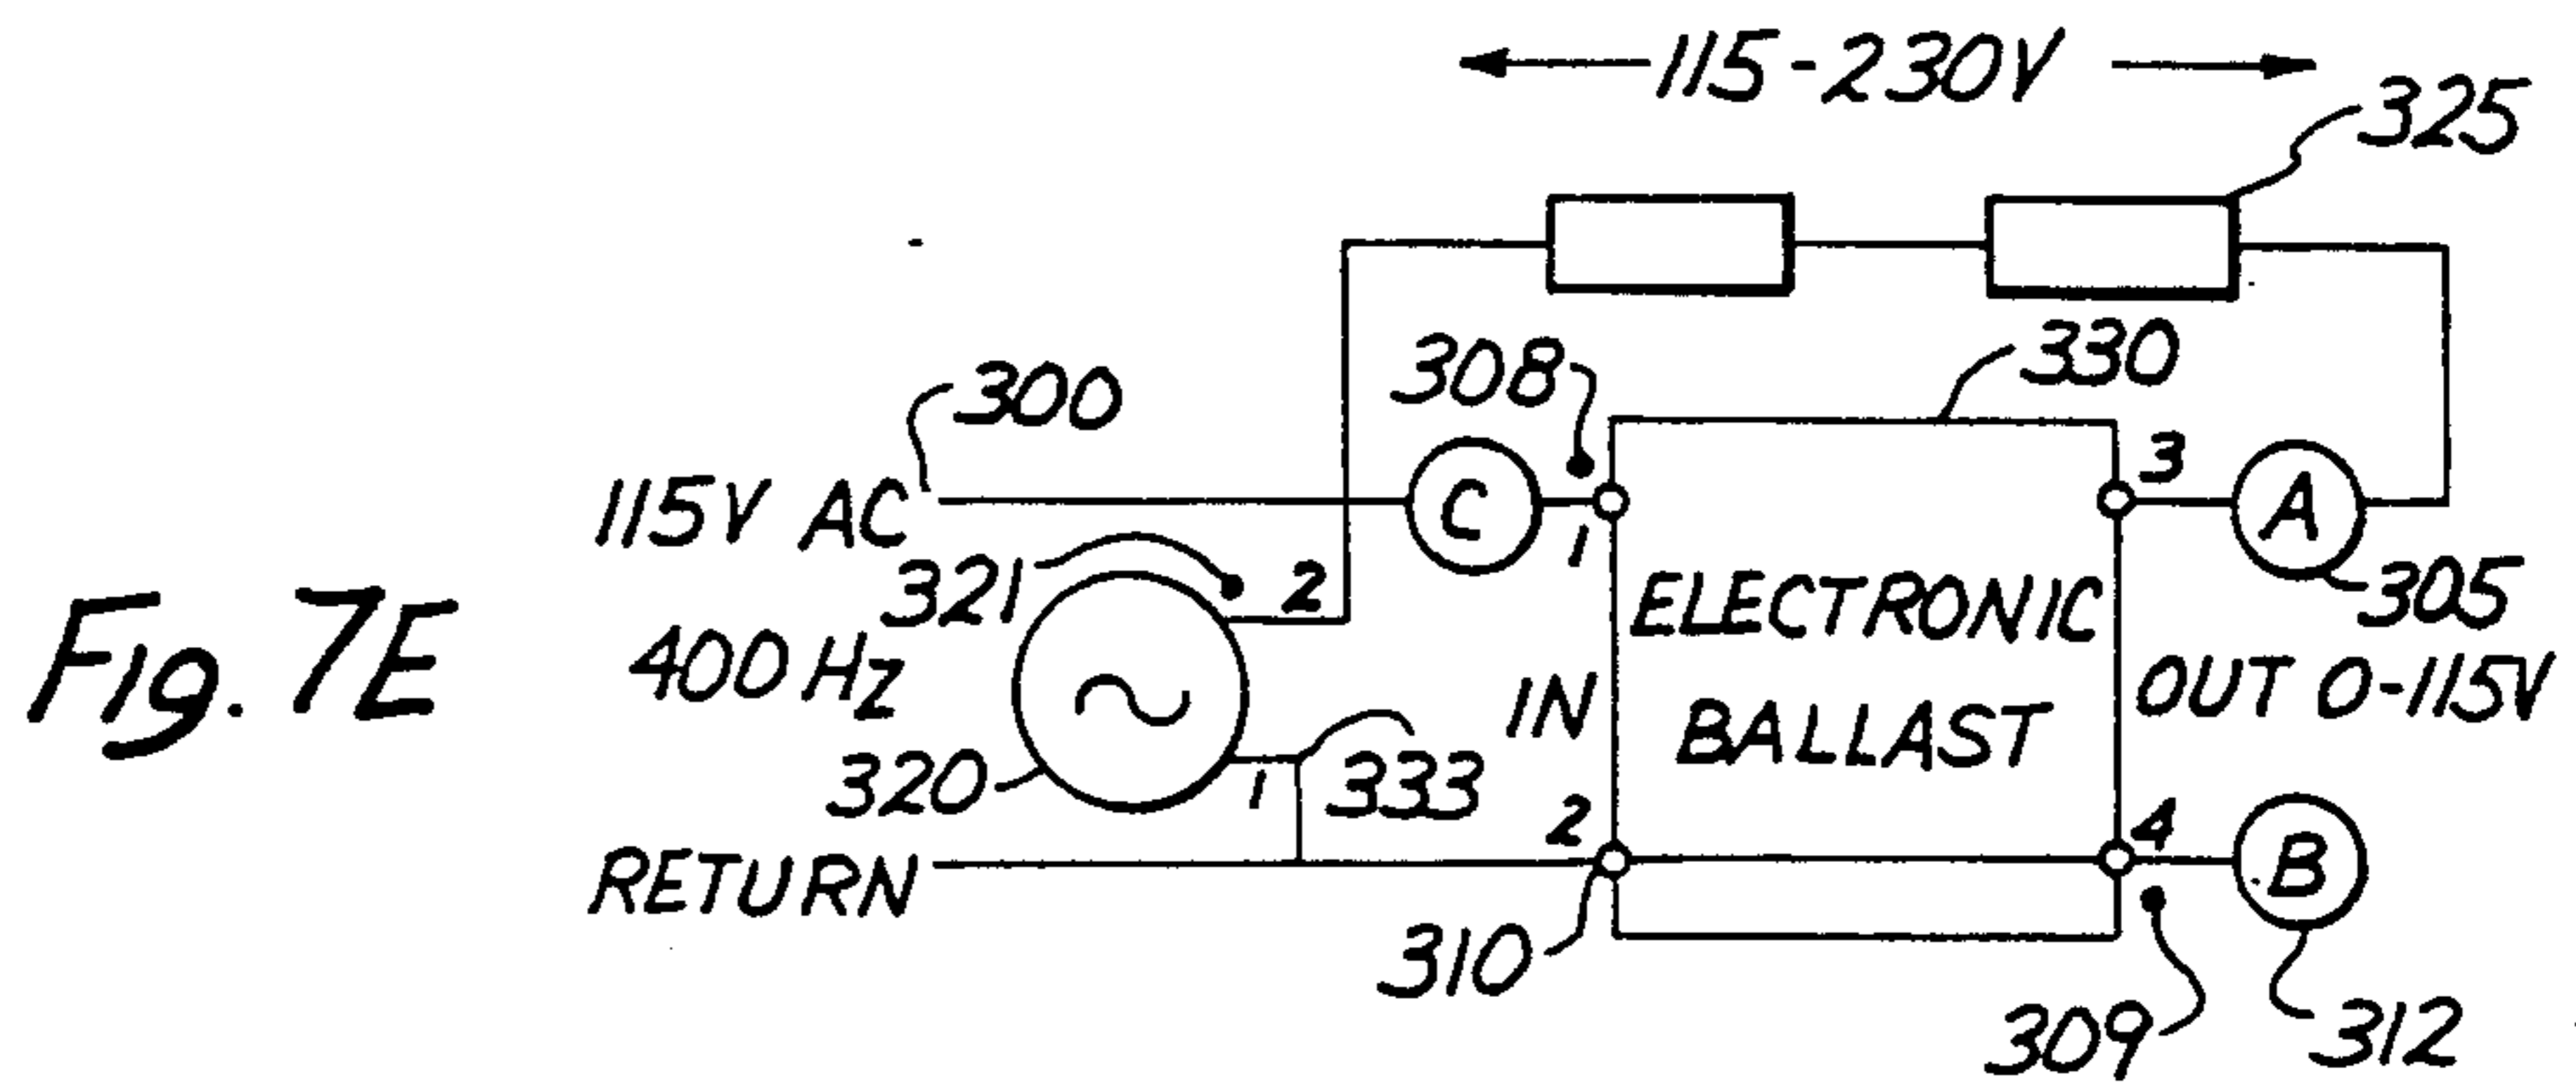 115-230V
325
330
308
300
3
C
A
115V AC
1
321
2
305
ELECTRONIC
400 Hz
IN
OUT 0-115V
Fig. 7E
~
BALLAST
320
1
333
2
4
RETURN
B
310
309
312